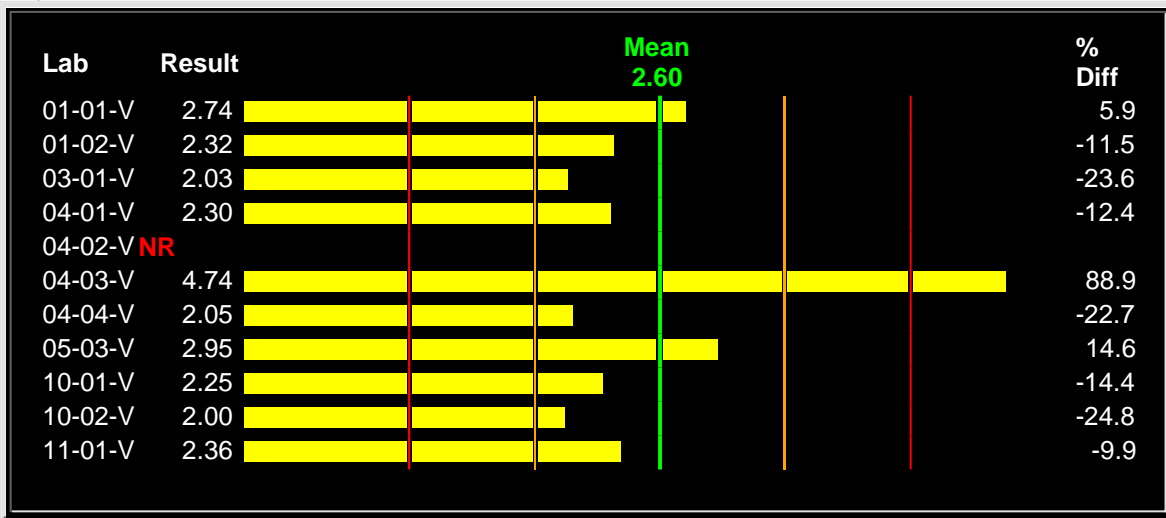 Lab Result Mean 2.60 % Diff
01-01-V 2.74 5.9
01-02-V 2.32 -11.5
03-01-V 2.03 -23.6
04-01-V 2.30 -12.4
04-02-V NR
04-03-V 4.74 88.9
04-04-V 2.05 -22.7
05-03-V 2.95 14.6
10-01-V 2.25 -14.4
10-02-V 2.00 -24.8
11-01-V 2.36 -9.9